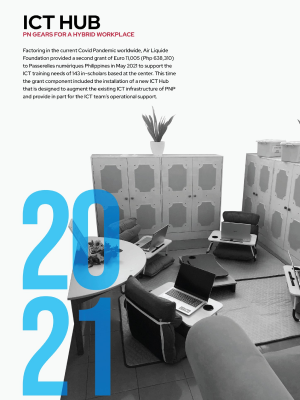 ICT HUB
PN GEARS FOR A HYBRID WORKPLACE
Factoring in the current Covid Pandemic worldwide, Air Liquide
Foundation provided a second grant of Euro 11,005 (Php 638,310)
to Passerelles numériques Philippines in May 2021 to support the
ICT training needs of 143 in-scholars based at the center. This time
the grant component included the installation of a new ICT Hub
that is designed to augment the existing ICT infrastructure of PNP
and provide in part for the ICT team's operational support.
20
21